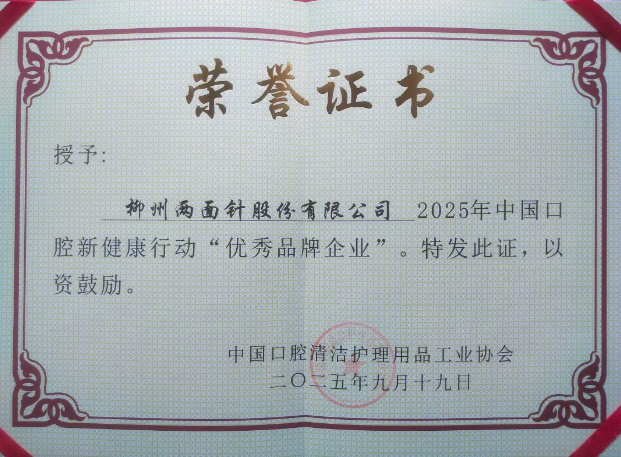 荣誉证书
授予:
柳州两面针股份有限公司 2025年中国口
腔新健康行动“优秀品牌企业”。特发此证，以
资鼓励。
中国口腔清洁护理用品工业协会
二〇二五年九月十九日